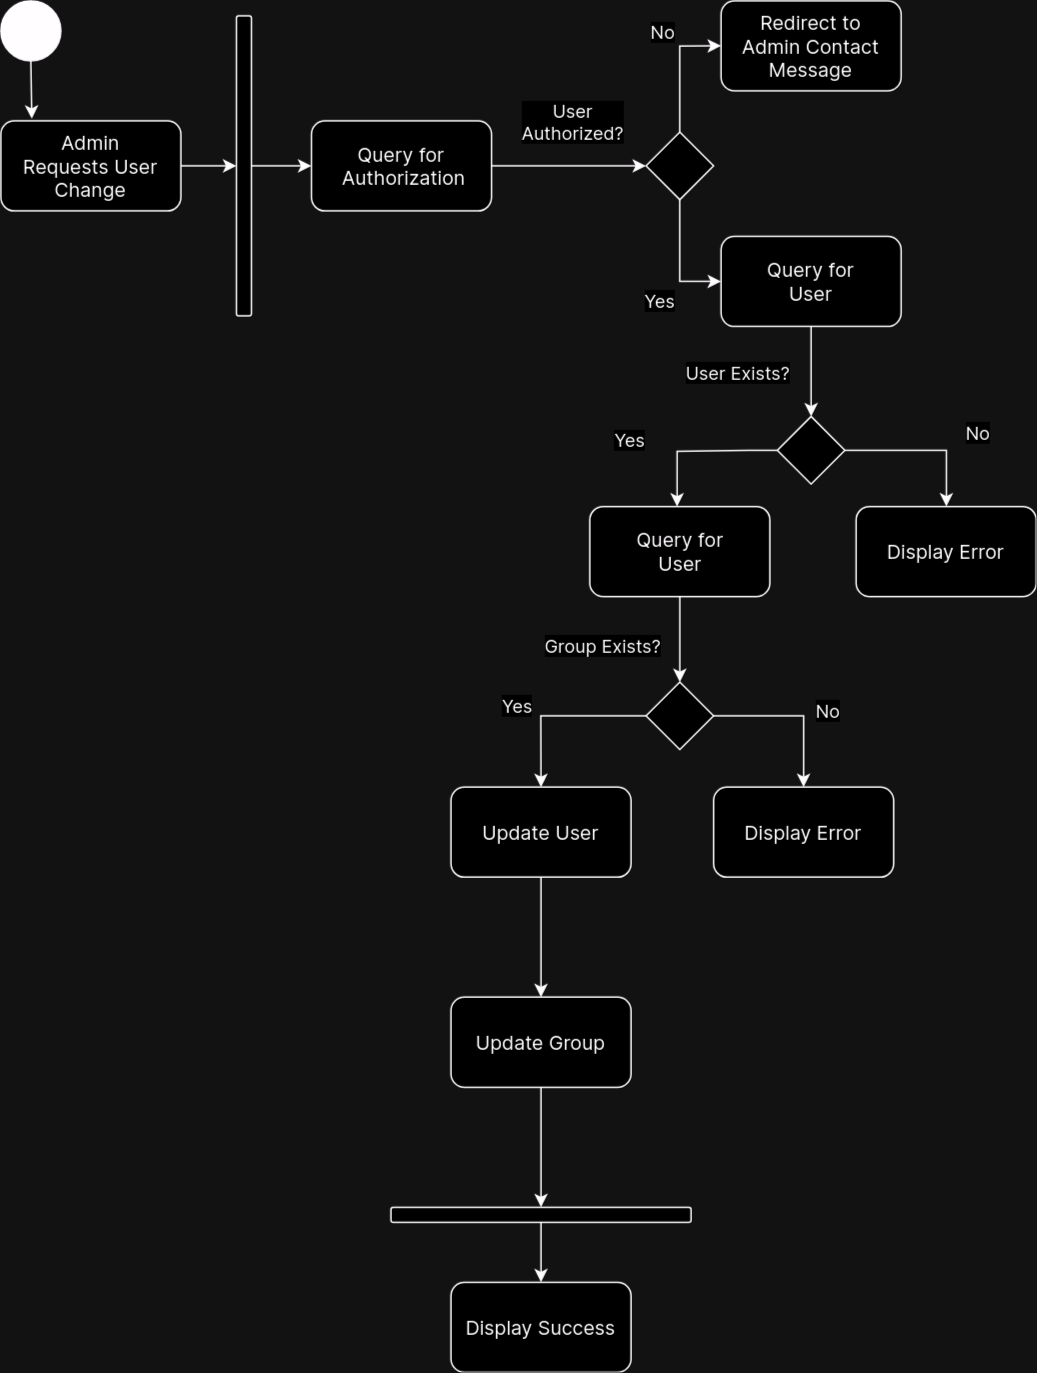 No
Redirect to
Admin Contact
Message
User
Authorized?
Admin
Requests User
Change
Query for
Authorization
Query for
User
Yes
User Exists?
Yes
No
Query for
User
Display Error
Group Exists?
Yes
No
Update User
Display Error
Update Group
Display Success